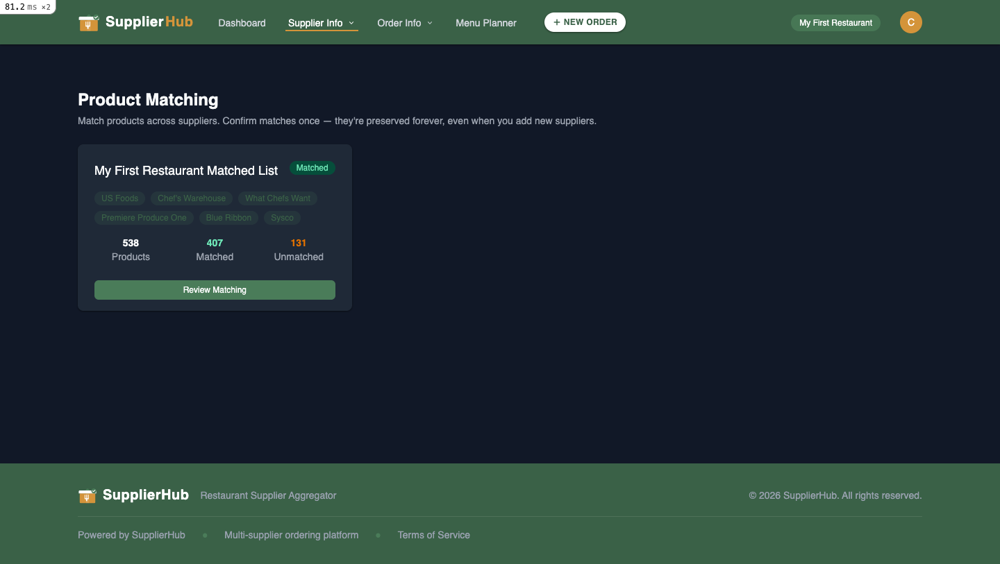 81.2 ms ×2
SupplierHub
Dashboard
Supplier Info
Order Info
Menu Planner
+ NEW ORDER
My First Restaurant
C
Product Matching
Match products across suppliers. Confirm matches once — they're preserved forever, even when you add new suppliers.
My First Restaurant Matched List
Matched
US Foods
Chef's Warehouse
What Chefs Want
Premiere Produce One
Blue Ribbon
Sysco
538
407
131
Products
Matched
Unmatched
Review Matching
SupplierHub
Restaurant Supplier Aggregator
© 2026 SupplierHub. All rights reserved.
Powered by SupplierHub
Multi-supplier ordering platform
Terms of Service